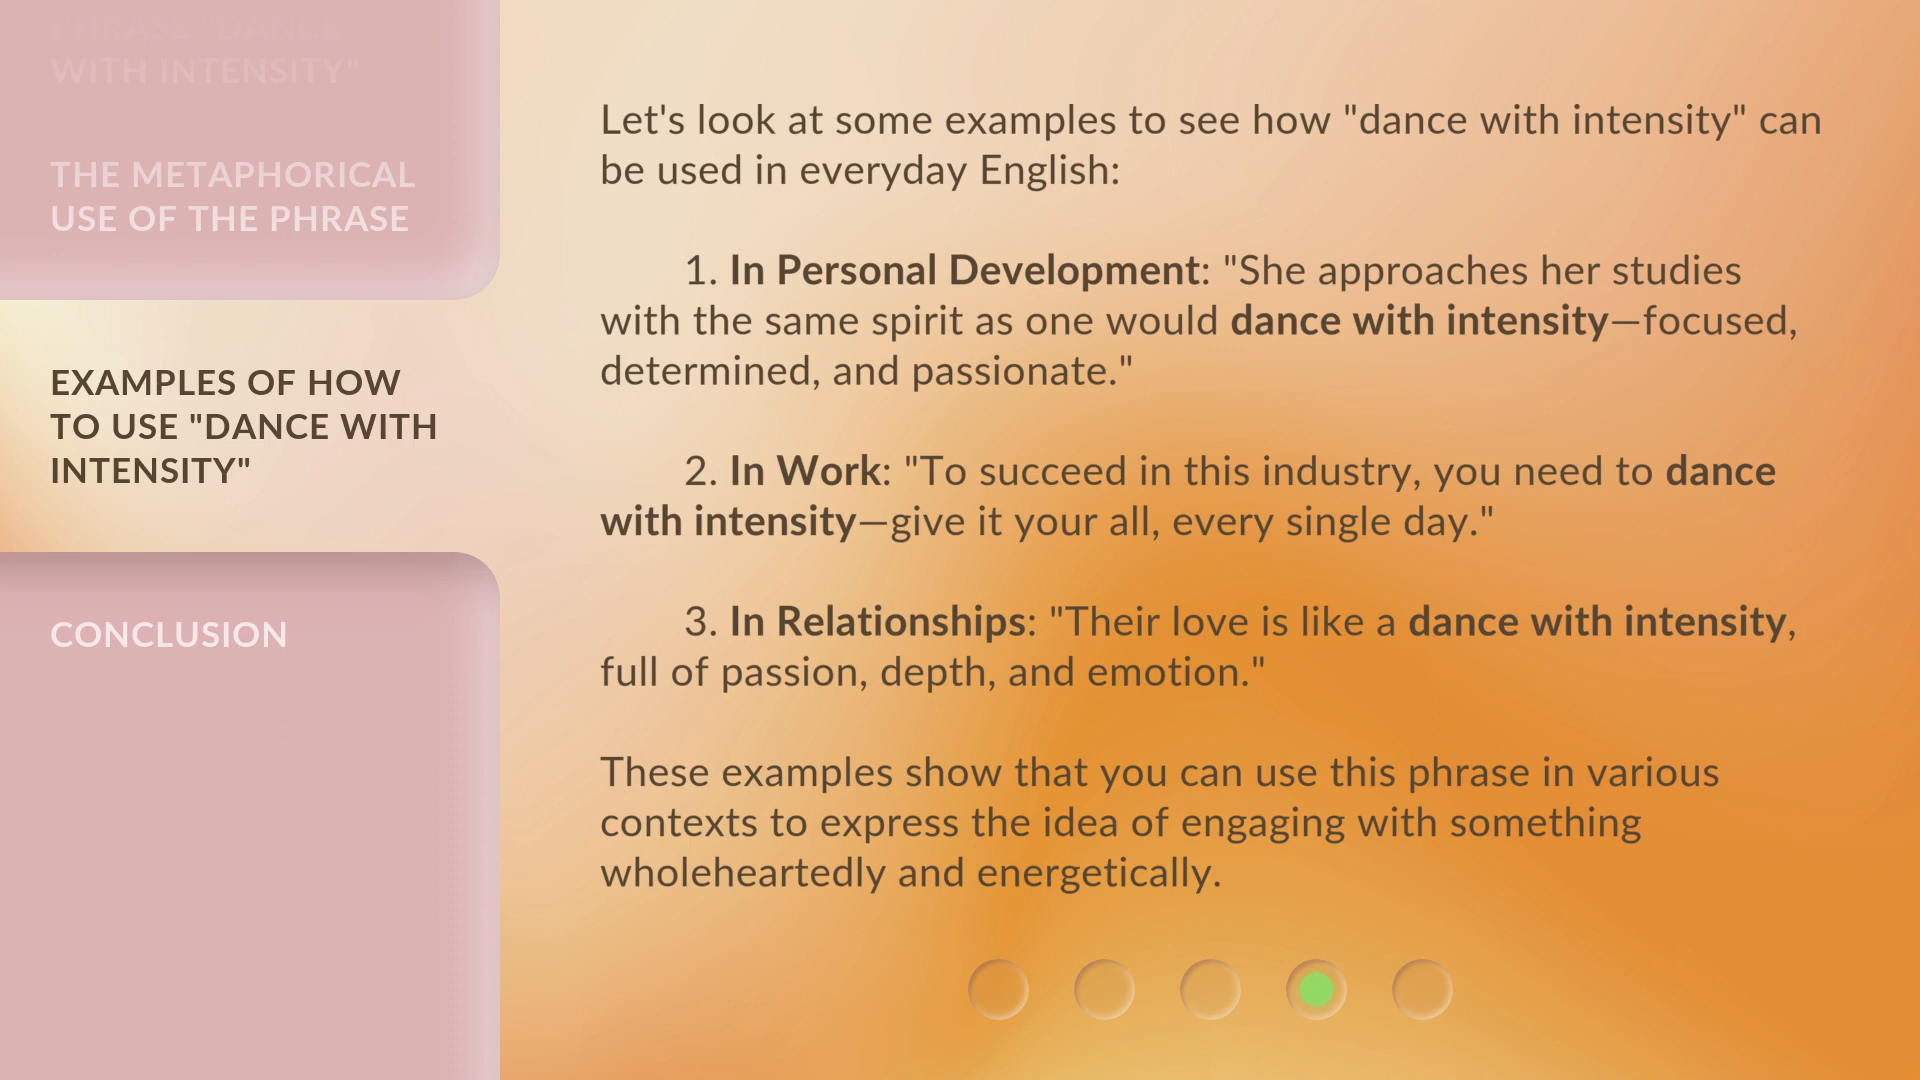 PHRASE "DANCE
WITH INTENSITY"
THE METAPHORICAL
USE OF THE PHRASE
EXAMPLES OF HOW
TO USE "DANCE WITH
INTENSITY"
CONCLUSION
Let's look at some examples to see how "dance with intensity" can
be used in everyday English:
1. In Personal Development: "She approaches her studies
with the same spirit as one would dance with intensity—focused,
determined, and passionate."
2. In Work: "To succeed in this industry, you need to dance
with intensity—give it your all, every single day."
3. In Relationships: "Their love is like a dance with intensity,
full of passion, depth, and emotion."
These examples show that you can use this phrase in various
contexts to express the idea of engaging with something
wholeheartedly and energetically.